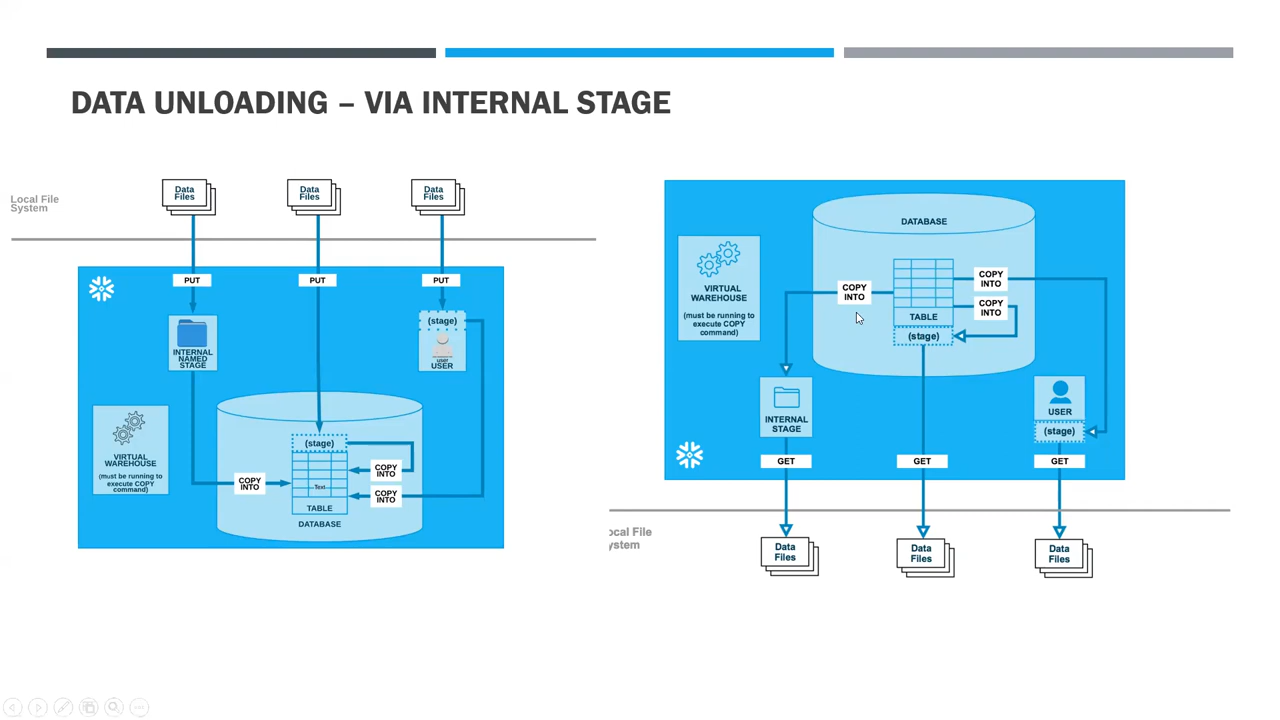 DATA UNLOADING – VIA INTERNAL STAGE
Local File
System
Data
Files
Data
Files
Data
Files
PUT
PUT
PUT
INTERNAL
NAMED
STAGE
(stage)
user
USER
VIRTUAL
WAREHOUSE
(must be running to
execute COPY
command)
(stage)
COPY
INTO
COPY
INTO
COPY
INTO
Text
TABLE
DATABASE
DATABASE
VIRTUAL
WAREHOUSE
(must be running to
execute COPY
command)
COPY
INTO
COPY
INTO
COPY
INTO
TABLE
(stage)
INTERNAL
STAGE
USER
(stage)
GET
GET
GET
ocal File
ystem
Data
Files
Data
Files
Data
Files